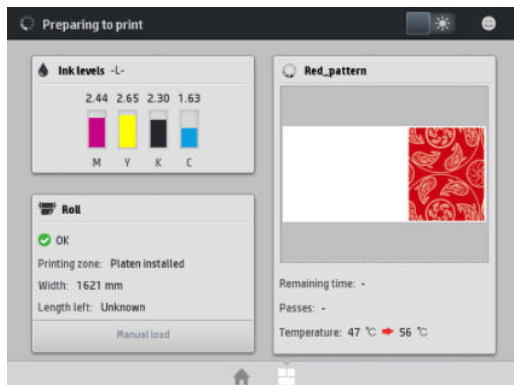 Preparing to print
Ink levels -L-
2.44 2.65 2.30 1.63
M Y K C
Roll
OK
Printing zone: Platen installed
Width: 1621 mm
Length left: Unknown
Manual load
Red_pattern
Remaining time: -
Passes: -
Temperature: 47 °C 56 °C